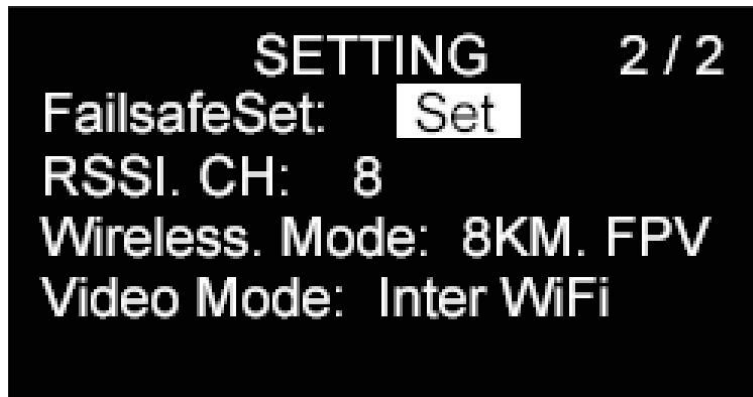 SETTING 2 / 2
FailsafeSet: Set
RSSI. CH: 8
Wireless. Mode: 8KM. FPV
Video Mode: Inter WiFi